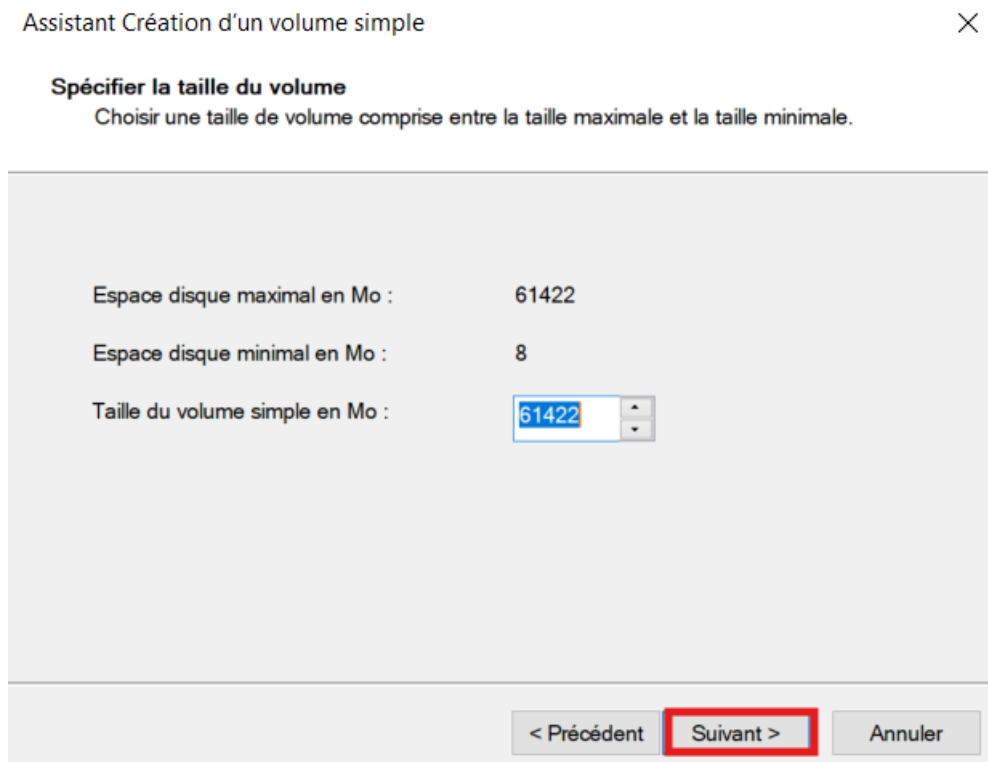 Assistant Création d'un volume simple
Spécifier la taille du volume
Choisir une taille de volume comprise entre la taille maximale et la taille minimale.
Espace disque maximal en Mo : 61422
Espace disque minimal en Mo : 8
Taille du volume simple en Mo : 61422
< Précédent Suivant > Annuler